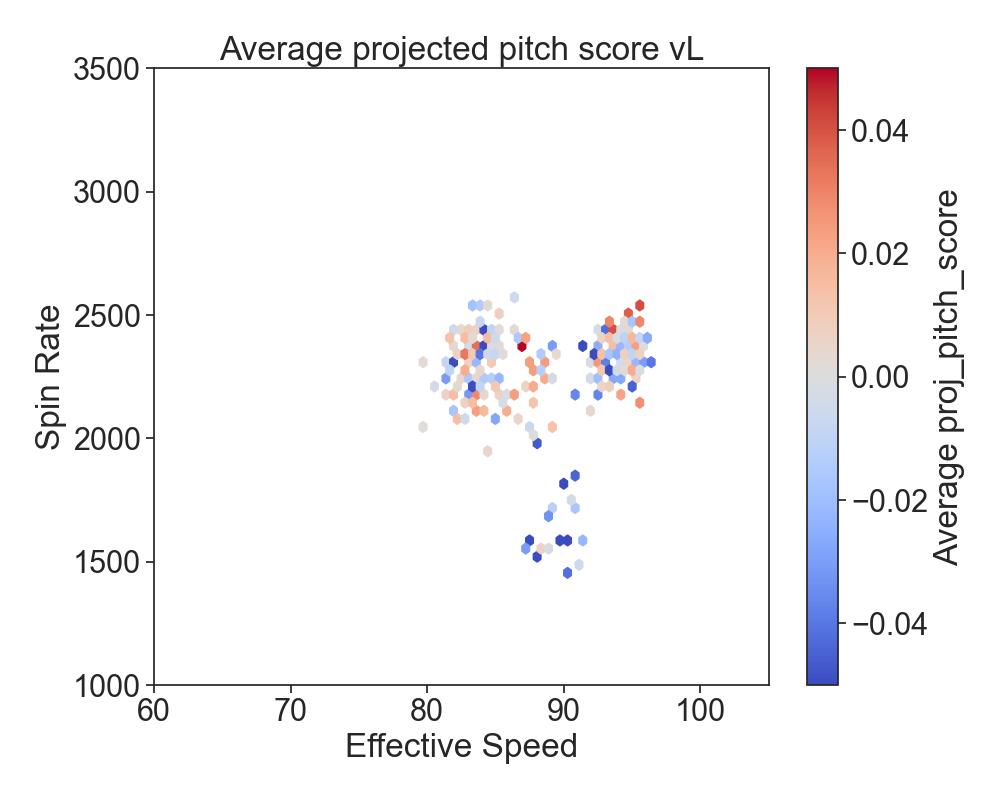 Average projected pitch score vL
3500
3000
2500
2000
1500
1000
Spin Rate
60 70 80 90 100
Effective Speed
0.04
0.02
0.00
−0.02
−0.04
Average proj_pitch_score